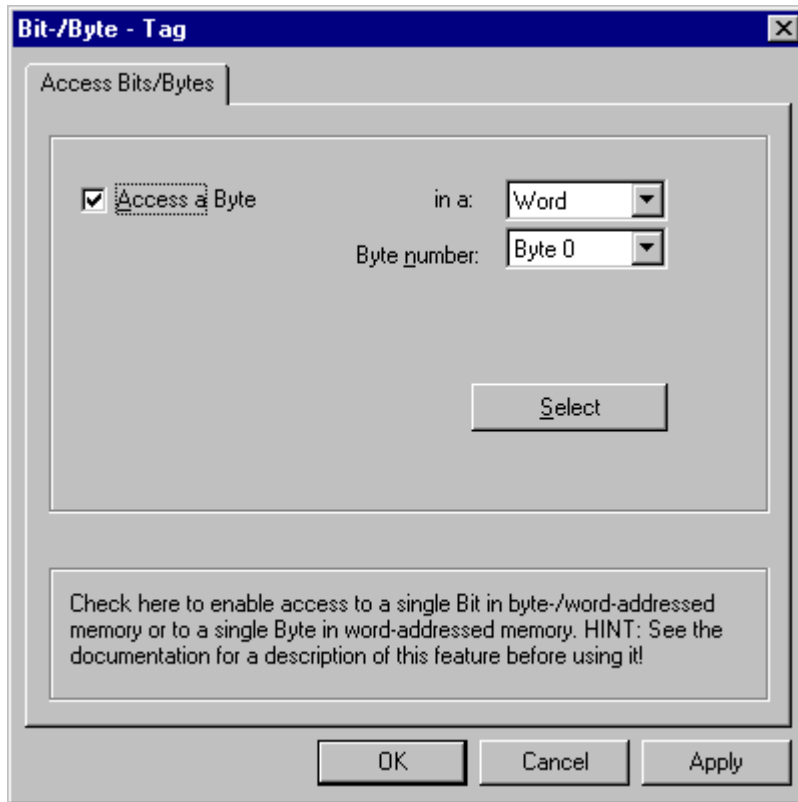 Bit-/Byte - Tag
Access Bits/Bytes
Access a Byte in a: Word
Byte number: Byte 0
Select
Check here to enable access to a single Bit in byte-/word-addressed
memory or to a single Byte in word-addressed memory. HINT: See the
documentation for a description of this feature before using it!
OK Cancel Apply